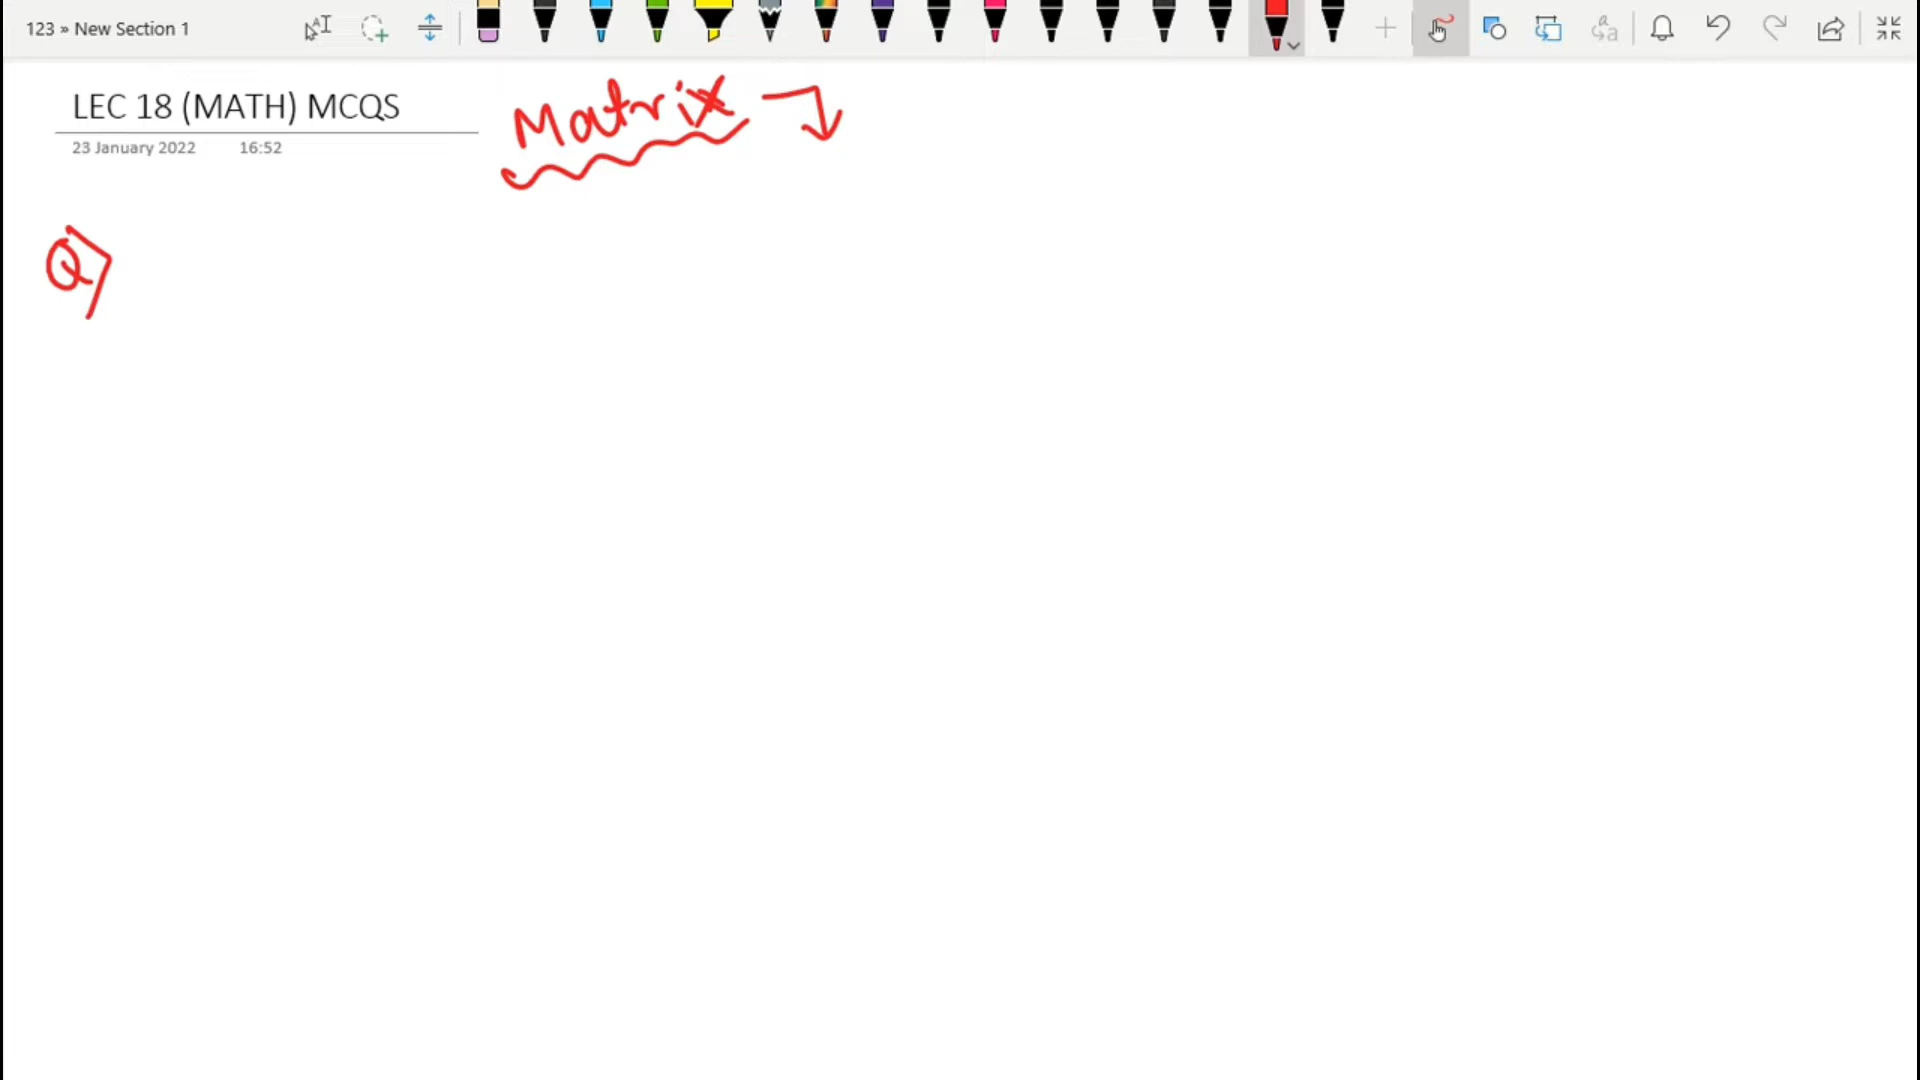 123 » New Section 1
LEC 18 (MATH) MCQS
Matrix
23 January 2022 16:52
Q)